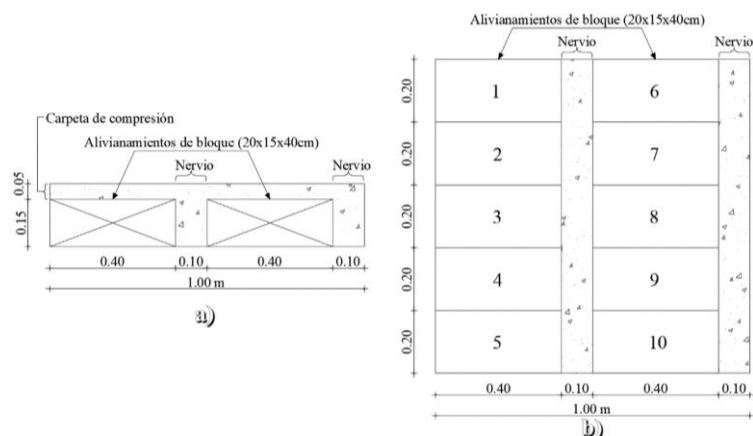 Carpeta de compresión
Alivianamientos de bloque (20x15x40cm)
Nervio
Nervio
0.05
0.15
0.40
0.10
0.40
0.10
1.00 m
a)
Alivianamientos de bloque (20x15x40cm)
Nervio
Nervio
0.20
0.20
0.20
0.20
0.20
1
6
2
7
3
8
4
9
5
10
0.40
0.10
0.40
0.10
1.00 m
b)